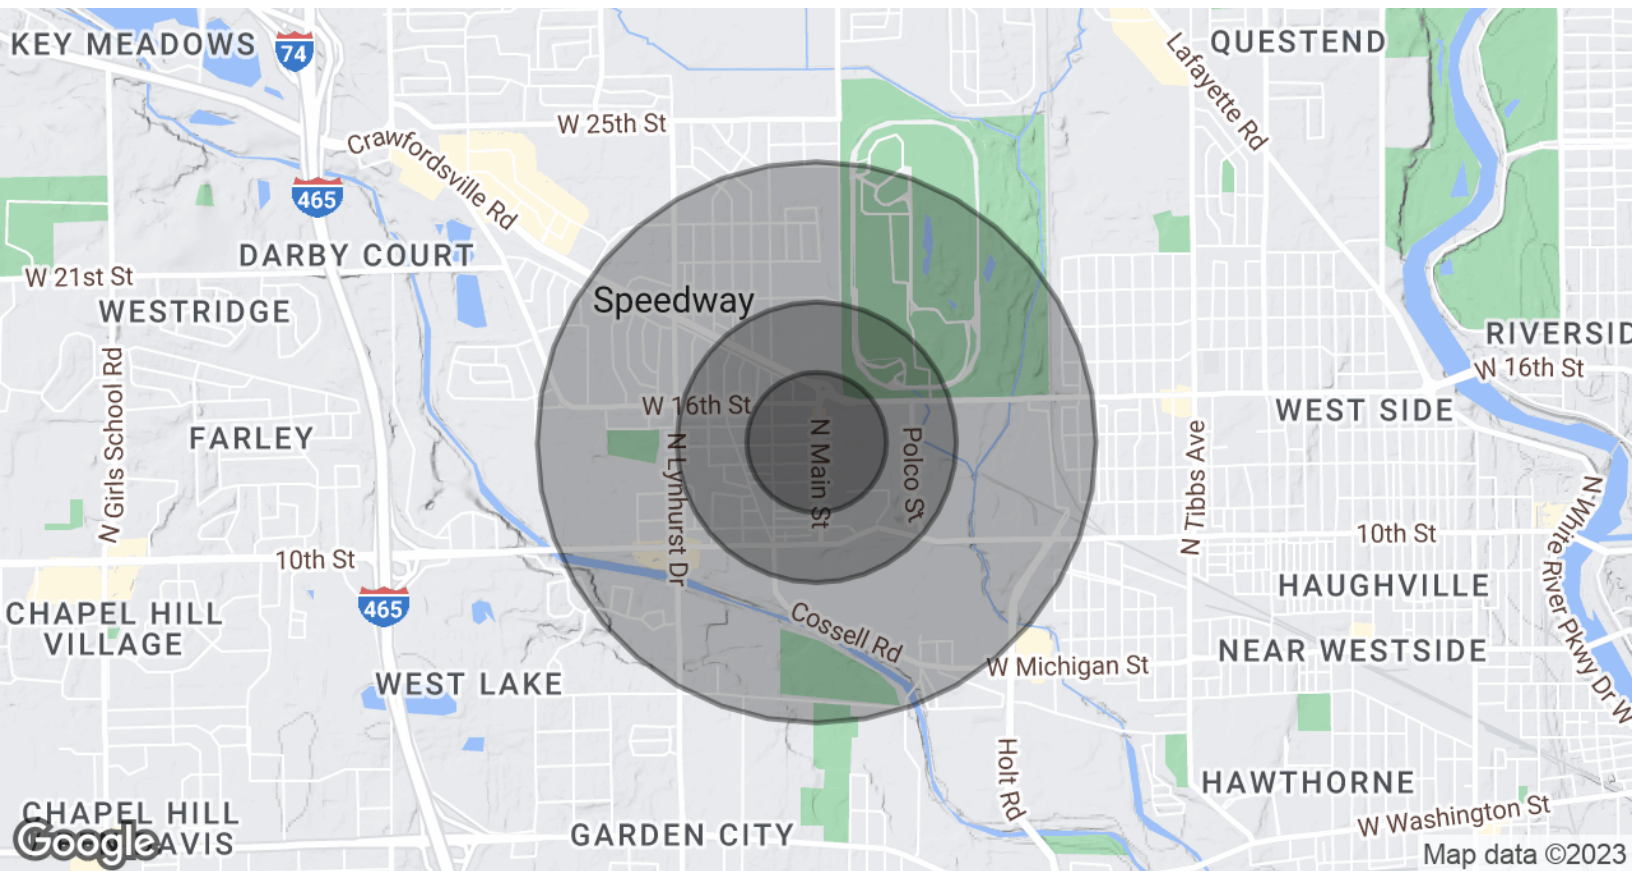 KEY MEADOWS
74
QUESTEND
Lafayette Rd
W 25th St
Crawfordsville Rd
465
DARBY COURT
W 21st St
WESTRIDGE
Speedway
RIVERSID
N Girls School Rd
W 16th St
W 16th St
WEST SIDE
FARLEY
N Lynhurst Dr
N Main St
Polco St
N Tibbs Ave
N White River Pkwy Dr W
10th St
10th St
465
HAUGHVILLE
CHAPEL HILL
VILLAGE
Cossell Rd
W Michigan St
NEAR WESTSIDE
WEST LAKE
Holt Rd
HAWTHORNE
CHAPEL HILL
AVIS
Google
GARDEN CITY
W Washington St
Map data ©2023